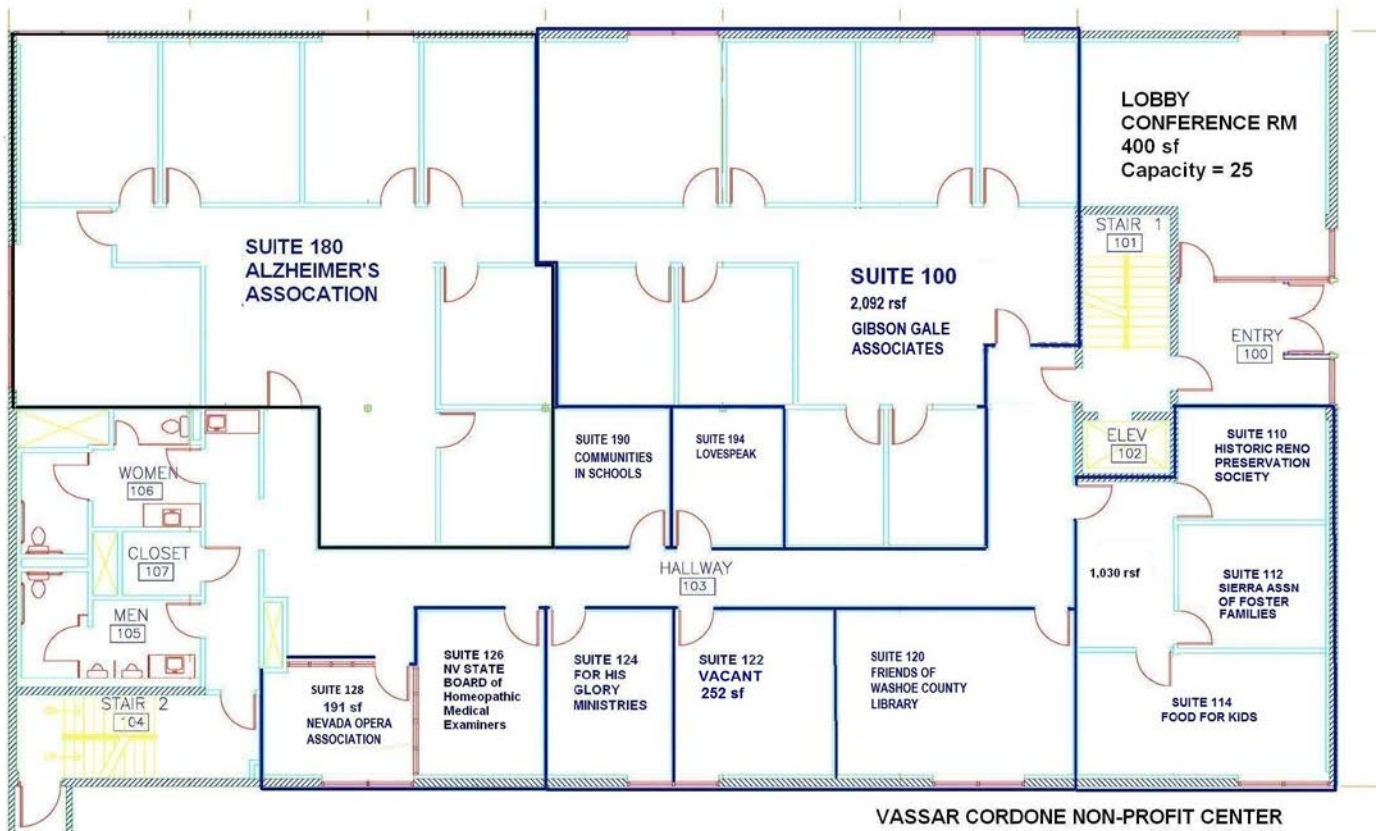 LOBBY
CONFERENCE RM
400 sf
Capacity = 25
STAIR 1
101
SUITE 180
ALZHEIMER'S
ASSOCATION
SUITE 100
2,092 rsf
GIBSON GALE
ASSOCIATES
ENTRY
100
SUITE 190
COMMUNITIES
IN SCHOOLS
SUITE 194
LOVESPEAK
ELEV
102
SUITE 110
HISTORIC RENO
PRESERVATION
SOCIETY
WOMEN
106
CLOSET
107
HALLWAY
103
1,030 rsf
SUITE 112
SIERRA ASSN
OF FOSTER
FAMILIES
MEN
105
STAIR 2
104
SUITE 128
191 sf
NEVADA OPERA
ASSOCIATION
SUITE 126
NV STATE
BOARD of
Homeopathic
Medical
Examiners
SUITE 124
FOR HIS
GLORY
MINISTRIES
SUITE 122
VACANT
252 sf
SUITE 120
FRIENDS OF
WASHOE COUNTY
LIBRARY
SUITE 114
FOOD FOR KIDS
VASSAR CORDONE NON-PROFIT CENTER